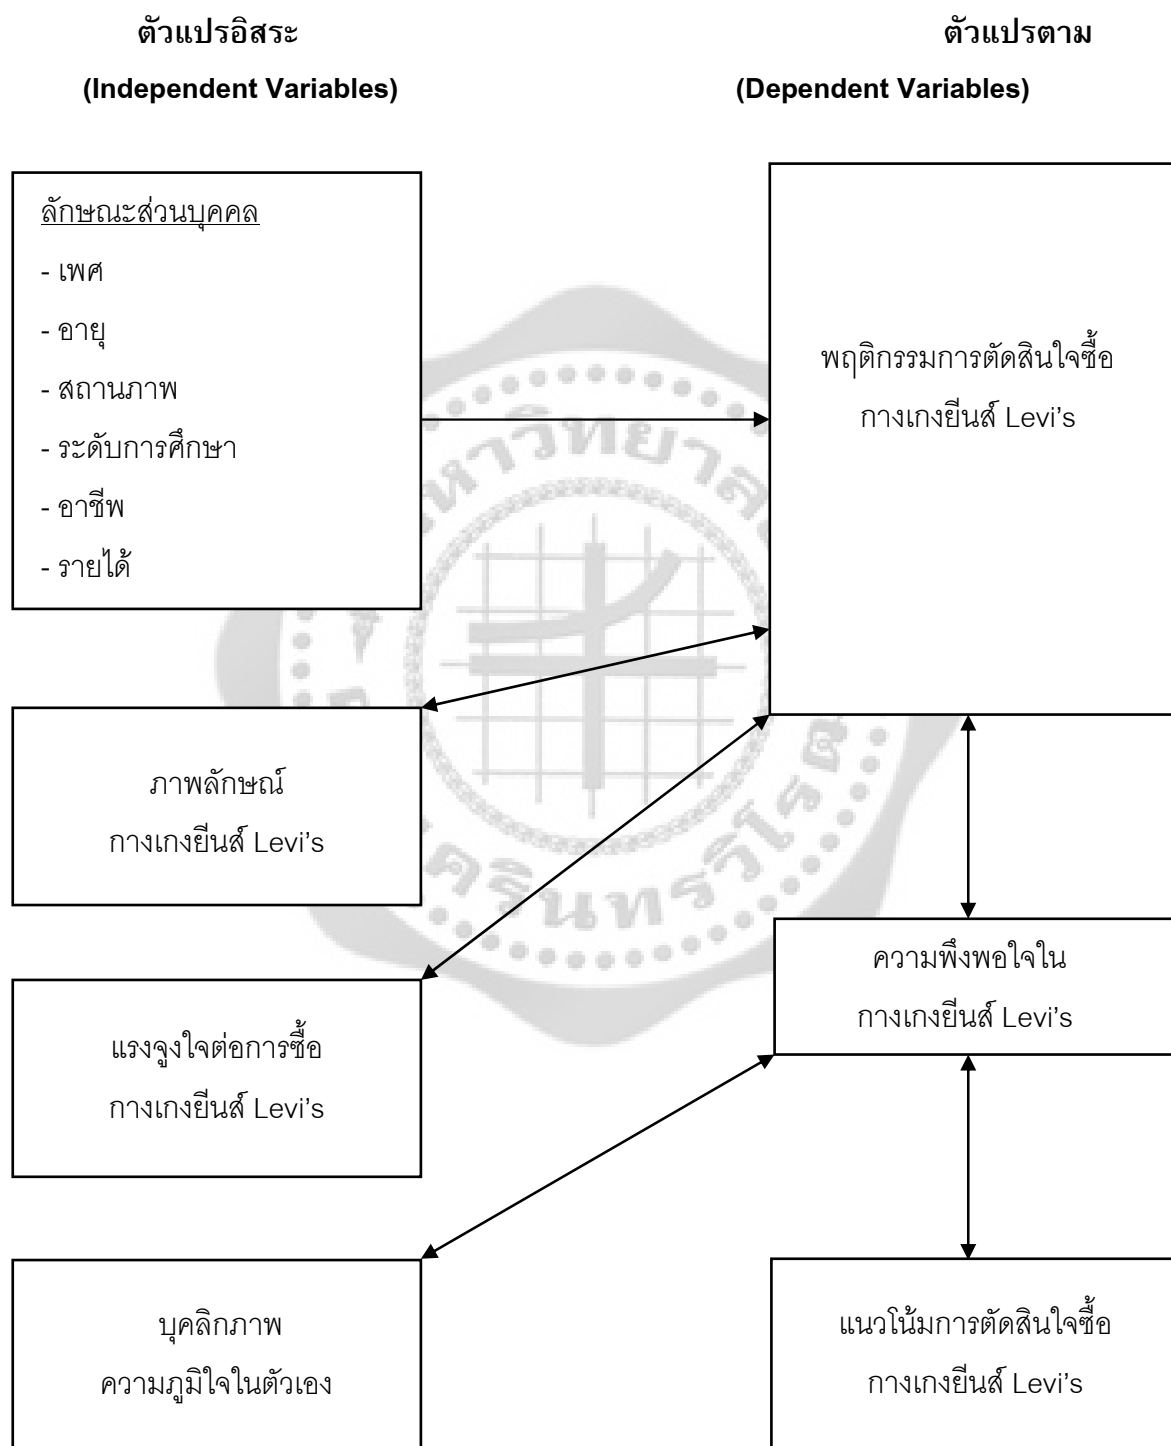 ตัวแปรอิสระ
(Independent Variables)
ตัวแปรตาม
(Dependent Variables)
ลักษณะส่วนบุคคล
- เพศ
- อายุ
- สถานภาพ
- ระดับการศึกษา
- อาชีพ
- รายได้
พฤติกรรมการตัดสินใจซื้อ
กางเกงยีนส์ Levi's
ภาพลักษณ์
กางเกงยีนส์ Levi's
แรงจูงใจต่อการซื้อ
กางเกงยีนส์ Levi's
ความพึงพอใจใน
กางเกงยีนส์ Levi's
บุคลิกภาพ
ความภูมิใจในตัวเอง
แนวโน้มการตัดสินใจซื้อ
กางเกงยีนส์ Levi's